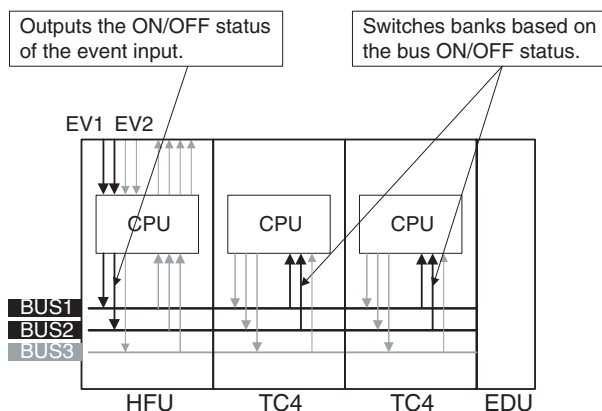 Outputs the ON/OFF status
of the event input.
Switches banks based on
the bus ON/OFF status.
EV1 EV2
CPU CPU CPU
BUS1
BUS2
BUS3
HFU TC4 TC4 EDU